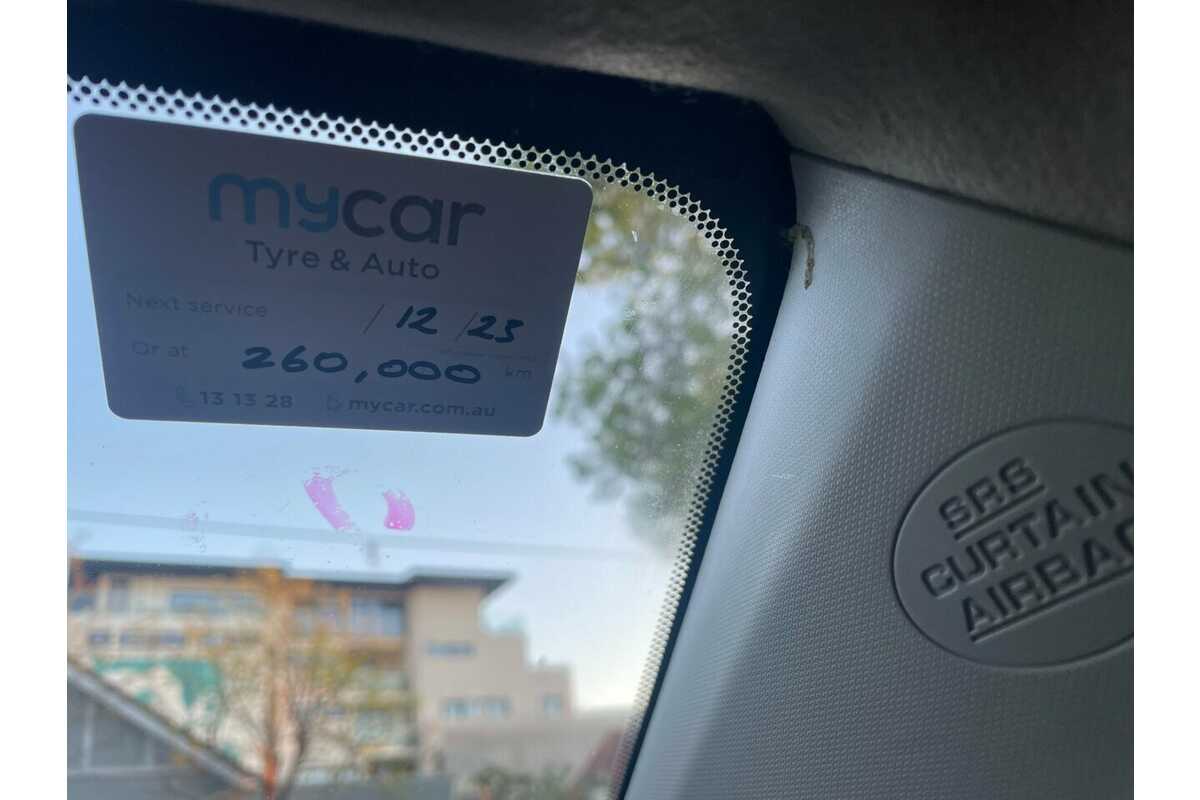 mycar
Tyre & Auto
Next service / 12 / 23
Or at 260,000 km
13 13 28 mycar.com.au
SRS
CURTAIN
AIRBAG